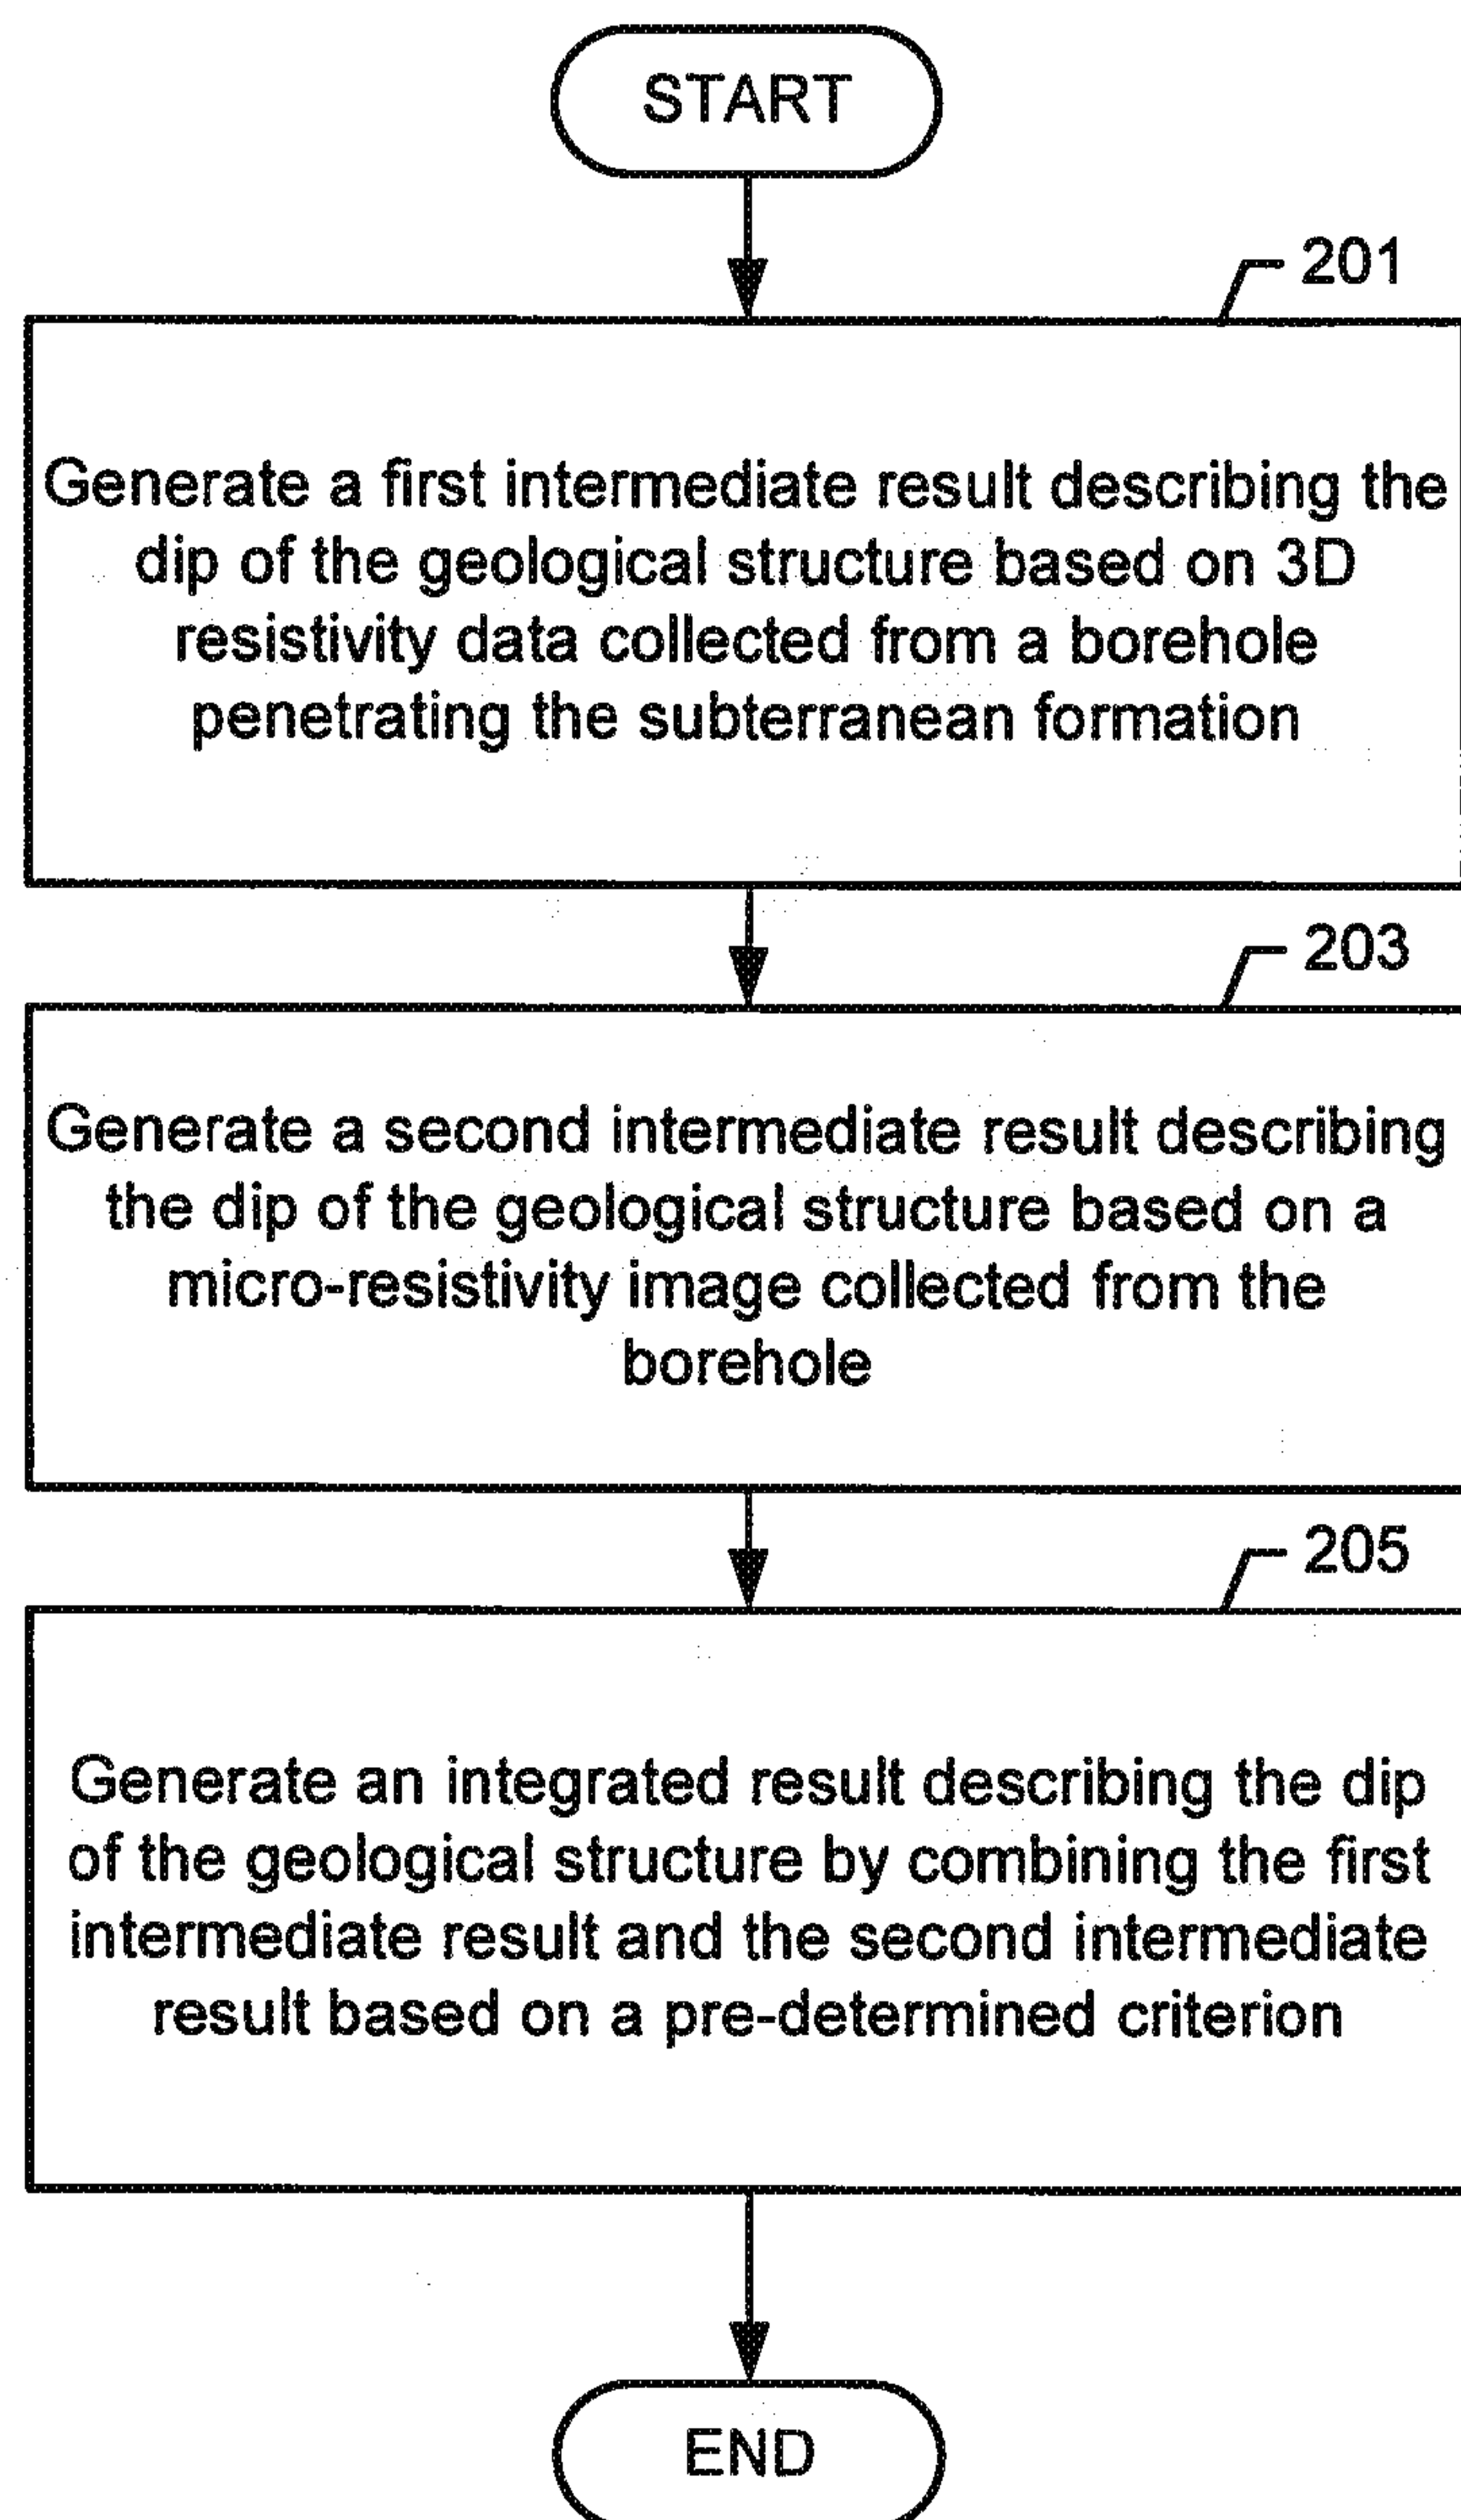 START
201
Generate a first intermediate result describing the
dip of the geological structure based on 3D
resistivity data collected from a borehole
penetrating the subterranean formation
203
Generate a second intermediate result describing
the dip of the geological structure based on a
micro-resistivity image collected from the
borehole
205
Generate an integrated result describing the dip
of the geological structure by combining the first
intermediate result and the second intermediate
result based on a pre-determined criterion
END